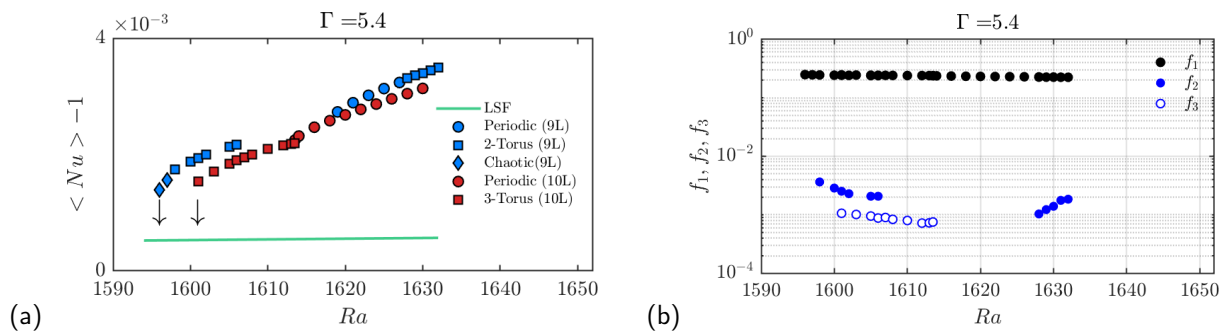 ×10⁻³
Γ =5.4
4
< Nu > −1
0
1590 1600 1610 1620 1630 1640 1650
Ra
LSF
Periodic (9L)
2-Torus (9L)
Chaotic(9L)
Periodic (10L)
3-Torus (10L)
(a)
Γ =5.4
10⁰
10⁻²
10⁻⁴
f₁, f₂, f₃
1590 1600 1610 1620 1630 1640 1650
Ra
f₁
f₂
f₃
(b)